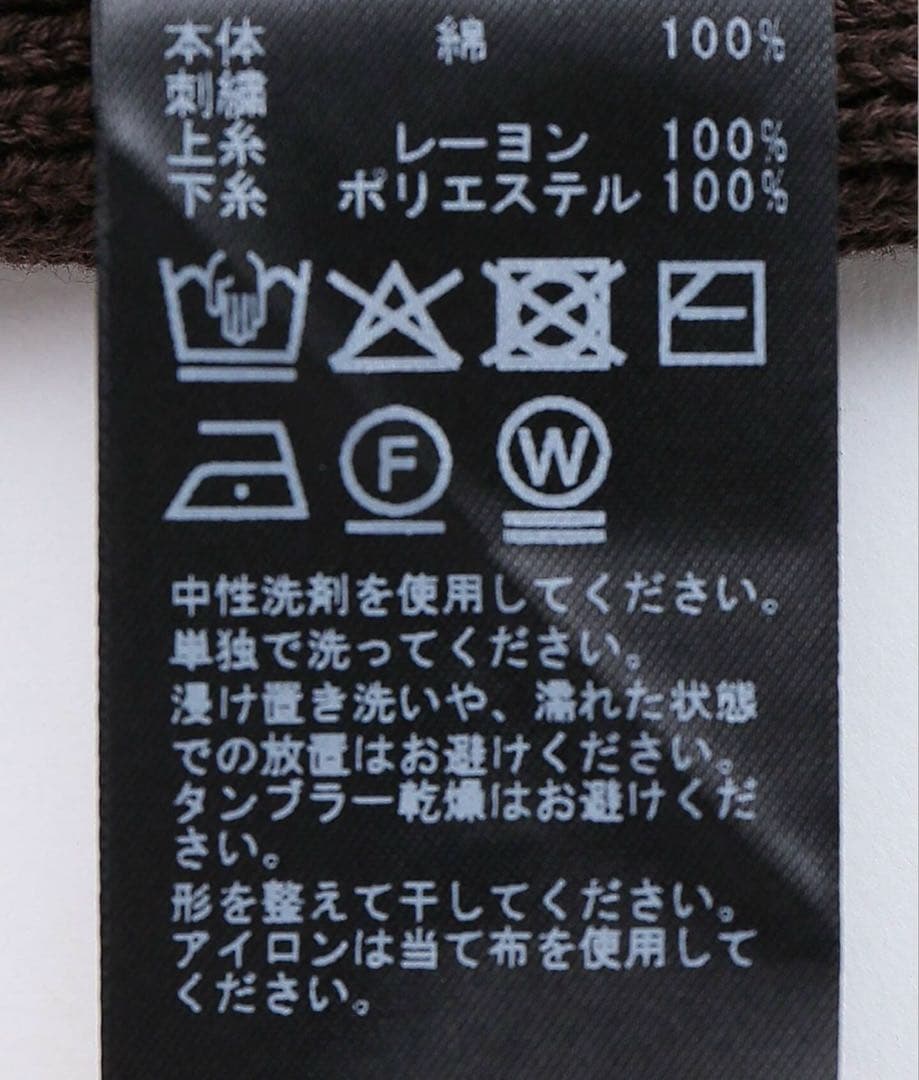 本体 綿 100%
刺繍
上糸 レーヨン 100%
下糸 ポリエステル 100%
F W
中性洗剤を使用してください。
単独で洗ってください。
浸け置き洗いや、濡れた状態
での放置はお避けください。
タンブラー乾燥はお避けくだ
さい。
形を整えて干してください。
アイロンは当て布を使用して
ください。